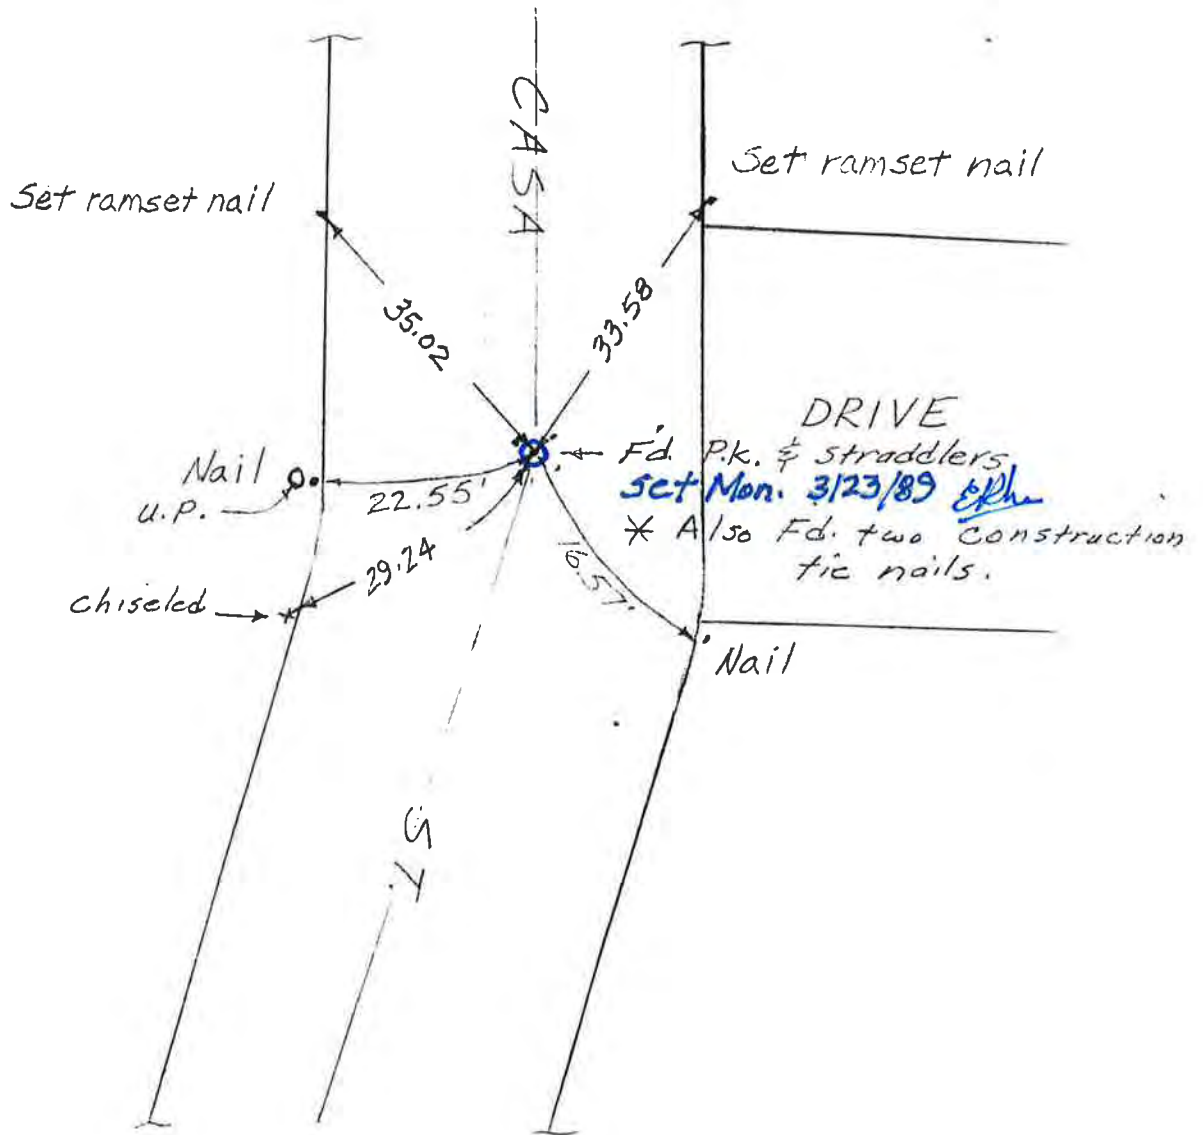 CASA
Set ramset nail
Set ramset nail
35.02
33.58
DRIVE
Nail
Fd. P.k. & straddlers
u.P.
22.55'
set Mon. 3/23/89
* Also Fd. two construction
tie nails.
29.24
16.57'
chiseled
Nail
ST.